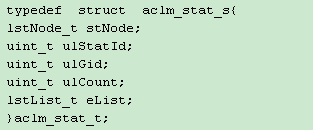 typedef struct aclm_stat_s{
lstNode_t stNode;
uint_t ulStatId;
uint_t ulGid;
uint_t ulCount;
lstList_t eList;
}aclm_stat_t;